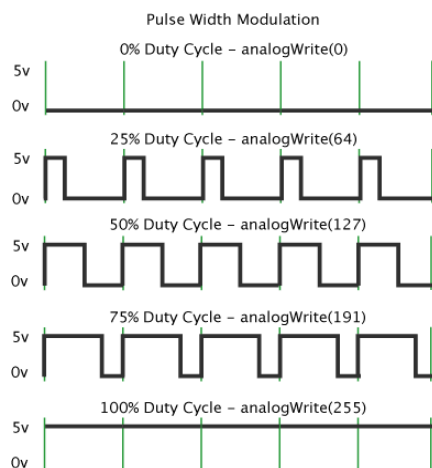 Pulse Width Modulation
0% Duty Cycle – analogWrite(0)
5v
0v
25% Duty Cycle – analogWrite(64)
5v
0v
50% Duty Cycle – analogWrite(127)
5v
0v
75% Duty Cycle – analogWrite(191)
5v
0v
100% Duty Cycle – analogWrite(255)
5v
0v